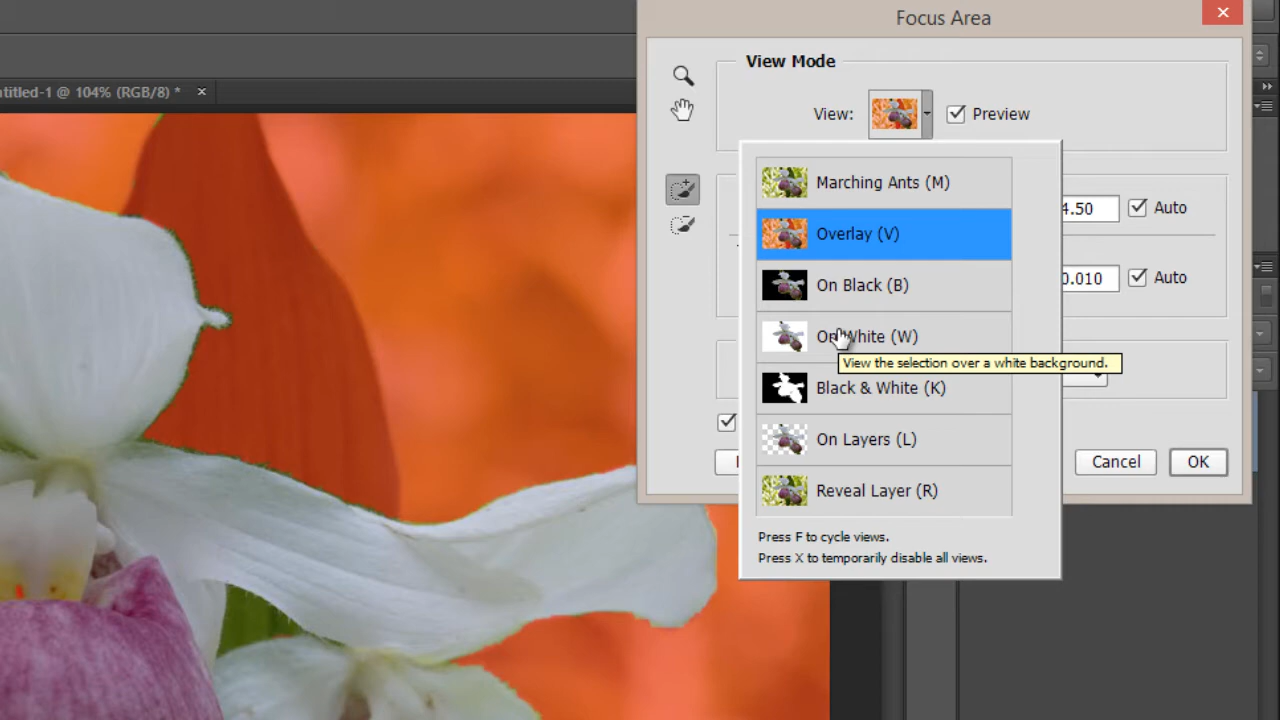 Focus Area
ntitled-1 @ 104% (RGB/8) *
View Mode
View:
Preview
Marching Ants (M)
Overlay (V)
On Black (B)
On White (W)
View the selection over a white background.
Black & White (K)
On Layers (L)
Reveal Layer (R)
Press F to cycle views.
Press X to temporarily disable all views.
4.50
Auto
0.010
Auto
Cancel
OK